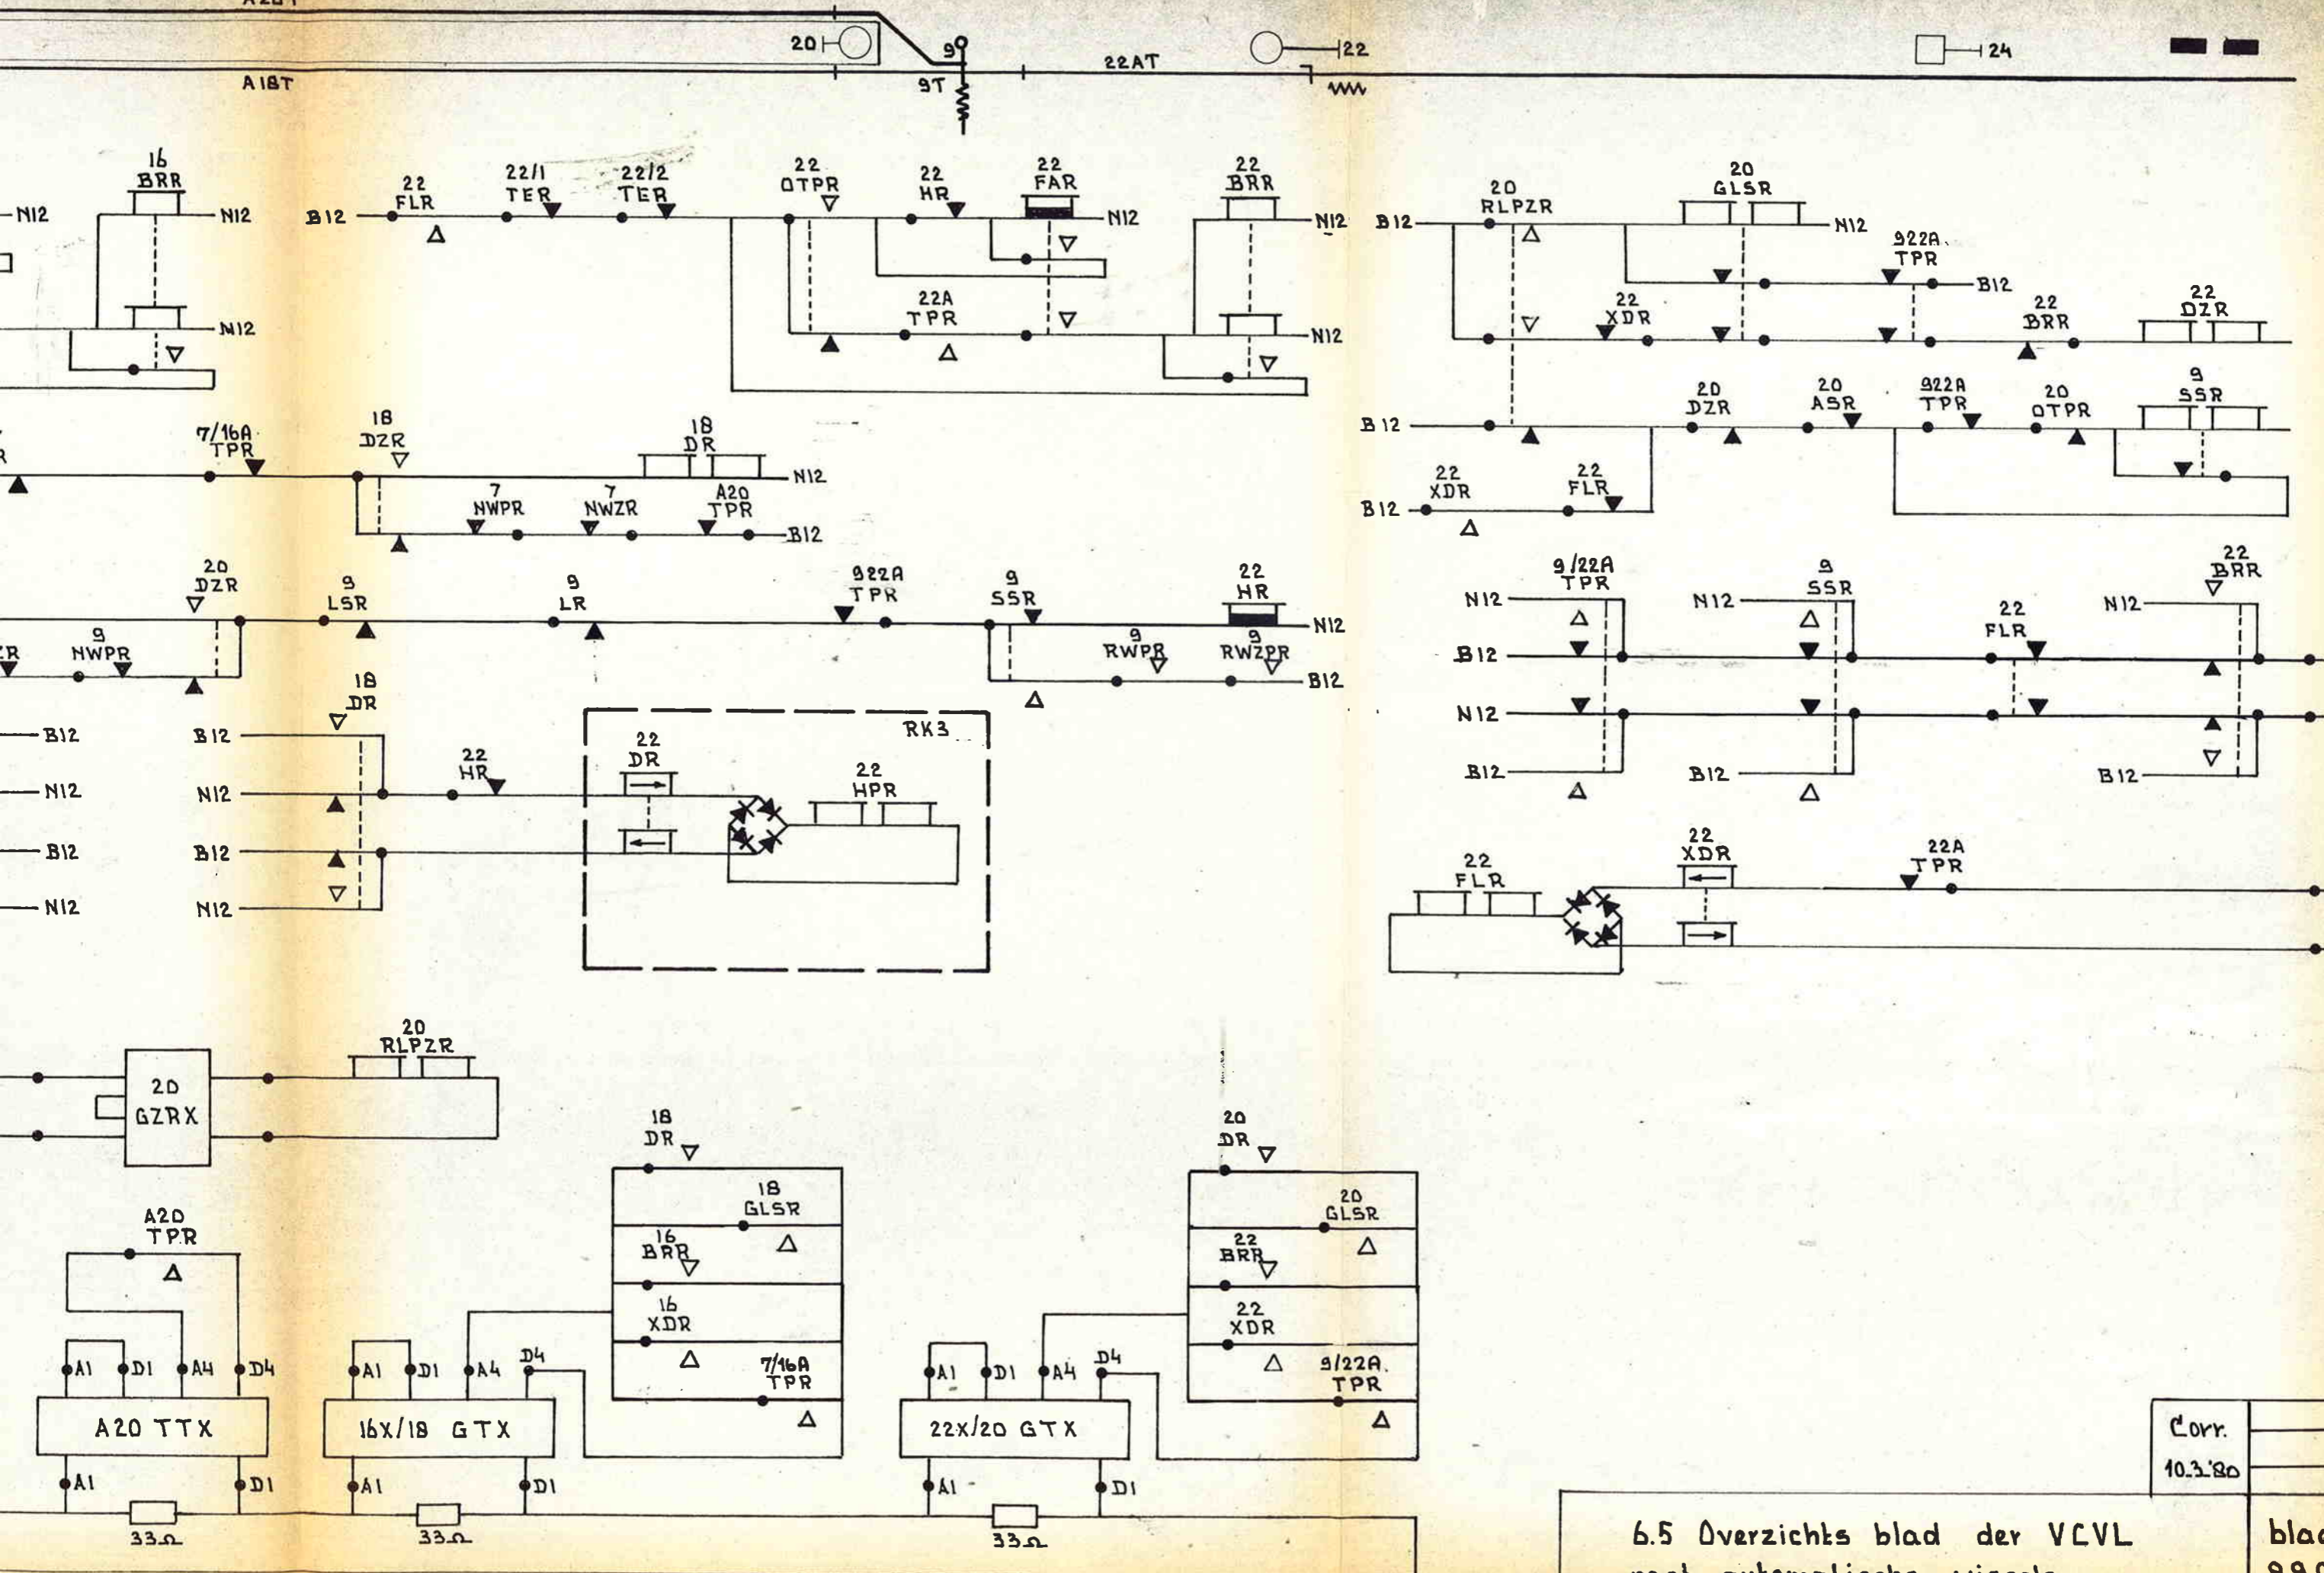 20
9
22
24
A18T
9T
22AT
16
BRR
N12
N12
N12
B12
22
FLR
22/1
TER
22/2
TER
22
OTPR
22
HR
22
FAR
N12
22
BRR
N12
22A
TPR
N12
B12
20
RLPZR
20
GLSR
N12
922A
TPR
B12
22
XDR
22
BRR
22
DZR
7/16A
TPR
18
DZR
18
DR
N12
7
NWPR
7
NWZR
A20
TPR
B12
B12
20
DZR
20
ASR
922A
TPR
20
OTPR
9
SSR
B12
22
XDR
22
FLR
20
DZR
9
LSR
9
LR
922A
TPR
9
SSR
22
HR
N12
9
NWPR
9
RWPR
9
RWZPR
B12
9/22A
TPR
N12
B12
N12
B12
9
SSR
N12
B12
22
FLR
22
BRR
N12
B12
18
DR
B12
N12
B12
N12
B12
N12
B12
N12
22
HR
RK3
22
DR
22
HPR
22
FLR
22
XDR
22A
TPR
20
GZRX
20
RLPZR
18
DR
18
GLSR
16
BRR
16
XDR
7/16A
TPR
20
DR
20
GLSR
22
BRR
22
XDR
9/22A.
TPR
A20
TPR
A1 D1 A4 D4
A20 TTX
A1 D1
33Ω
A1 D1 A4 D4
16X/18 GTX
A1 D1
33Ω
A1 D1 A4 D4
22X/20 GTX
A1 D1
33Ω
Corr.
10.3.'80
6.5 Overzichts blad der VCVL